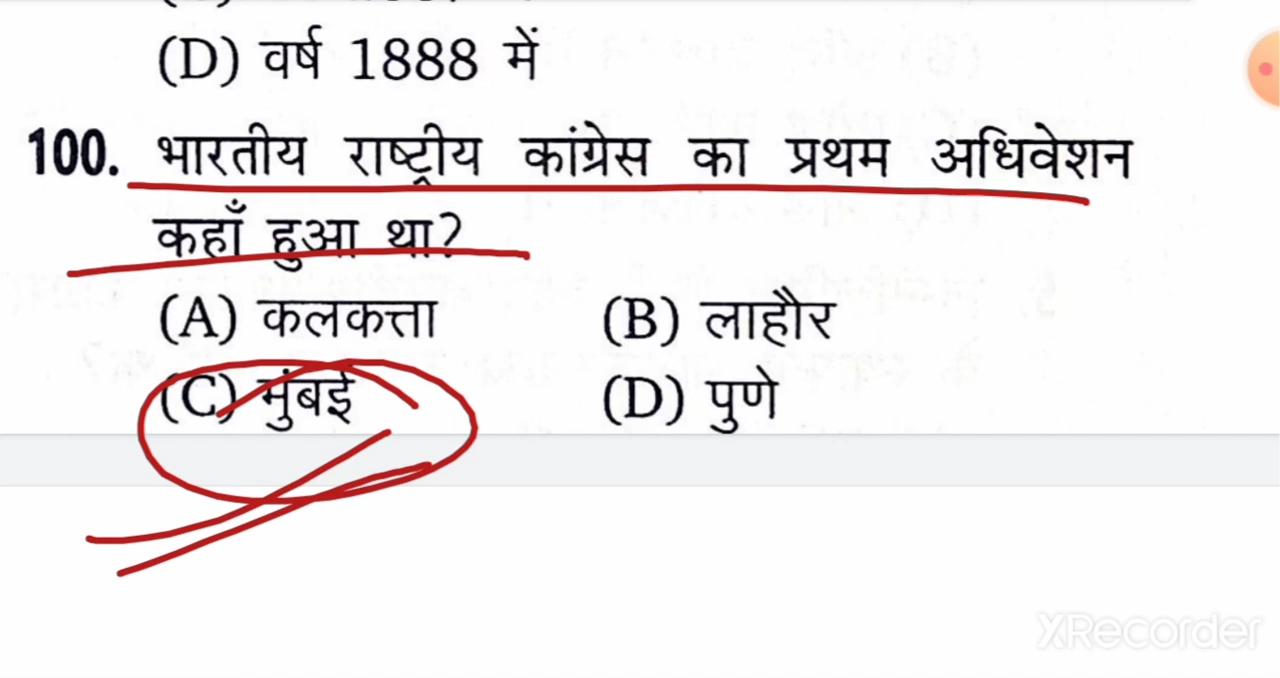 (D) वर्ष 1888 में
100. भारतीय राष्ट्रीय कांग्रेस का प्रथम अधिवेशन
कहाँ हुआ था?
(A) कलकत्ता (B) लाहौर
(C) मुंबई (D) पुणे
XRecorder